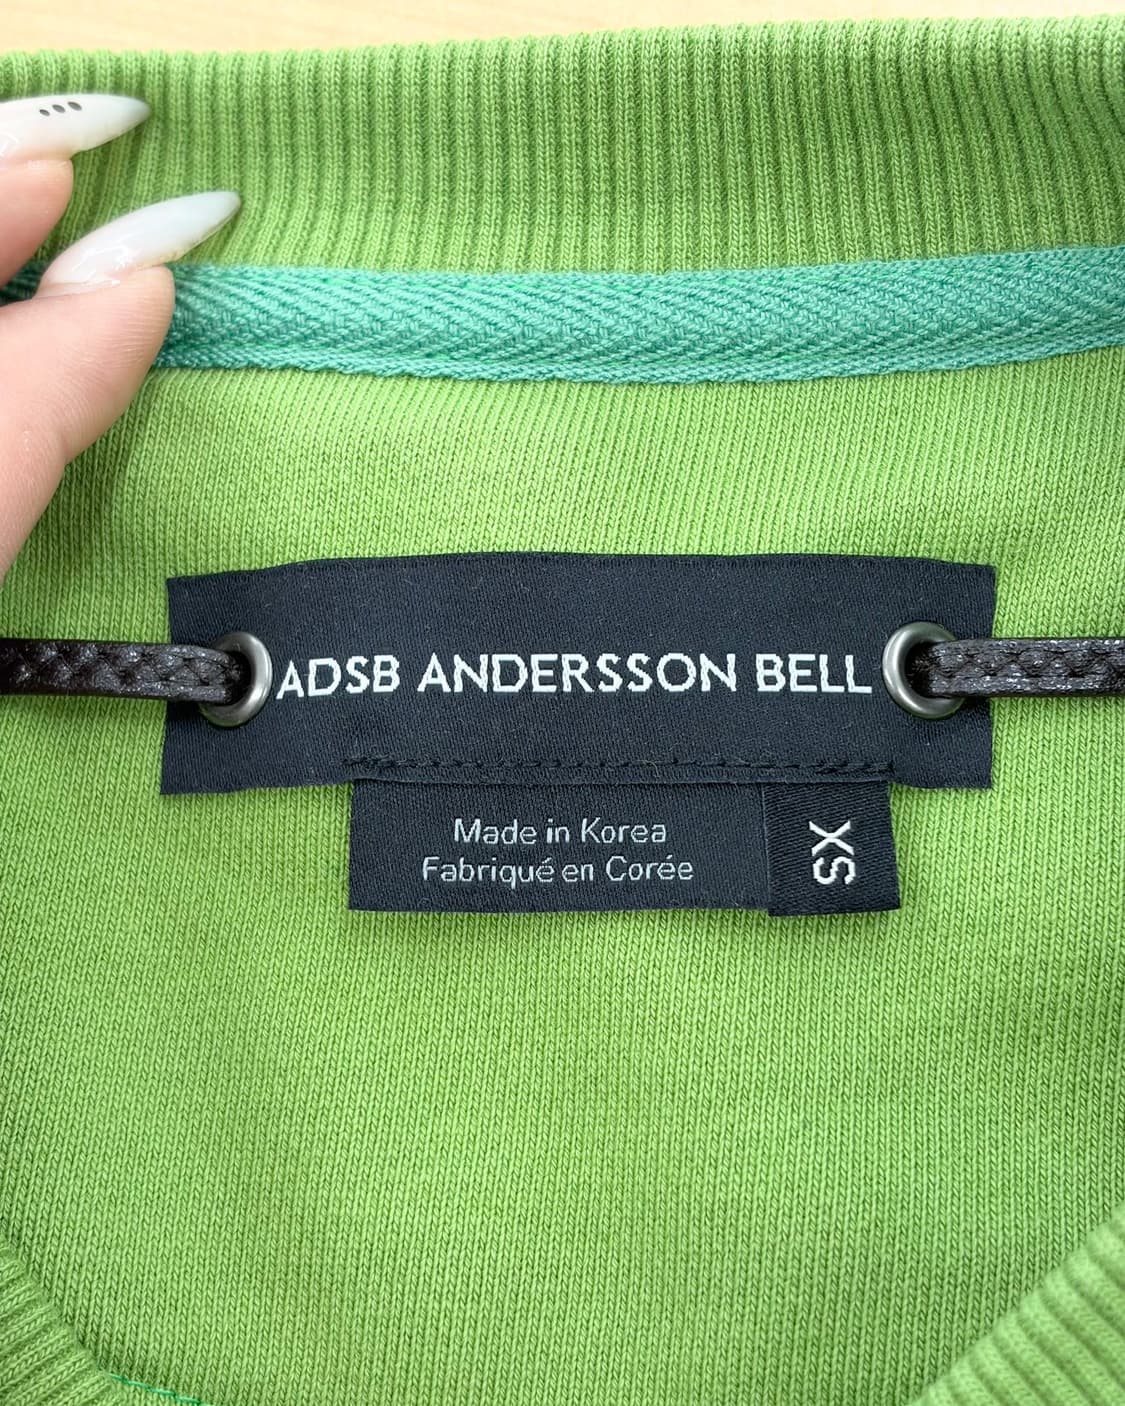 ADSB ANDERSSON BELL
Made in Korea
Fabriqué en Corée
XS